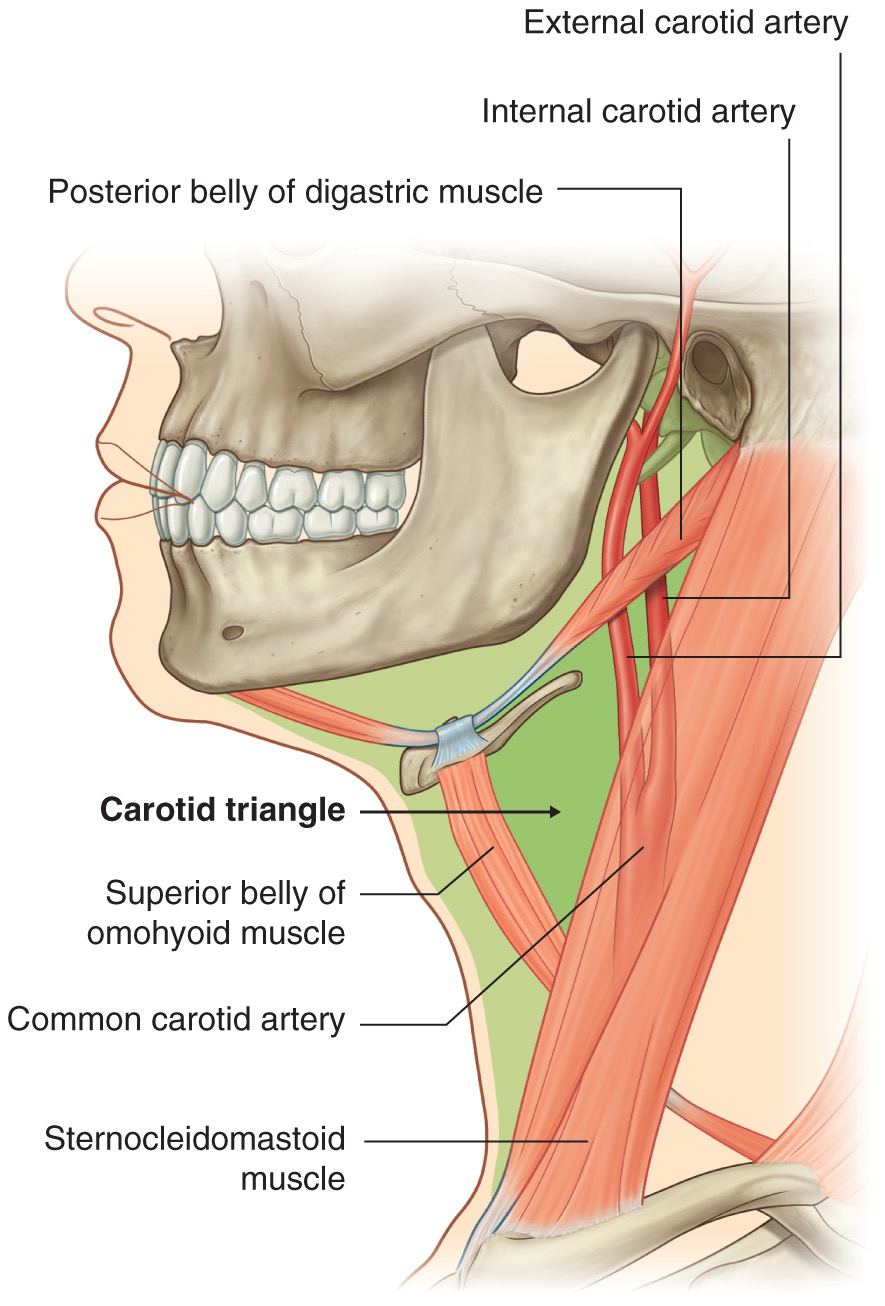 External carotid artery
Internal carotid artery
Posterior belly of digastric muscle
Carotid triangle
Superior belly of
omohyoid muscle
Common carotid artery
Sternocleidomastoid
muscle